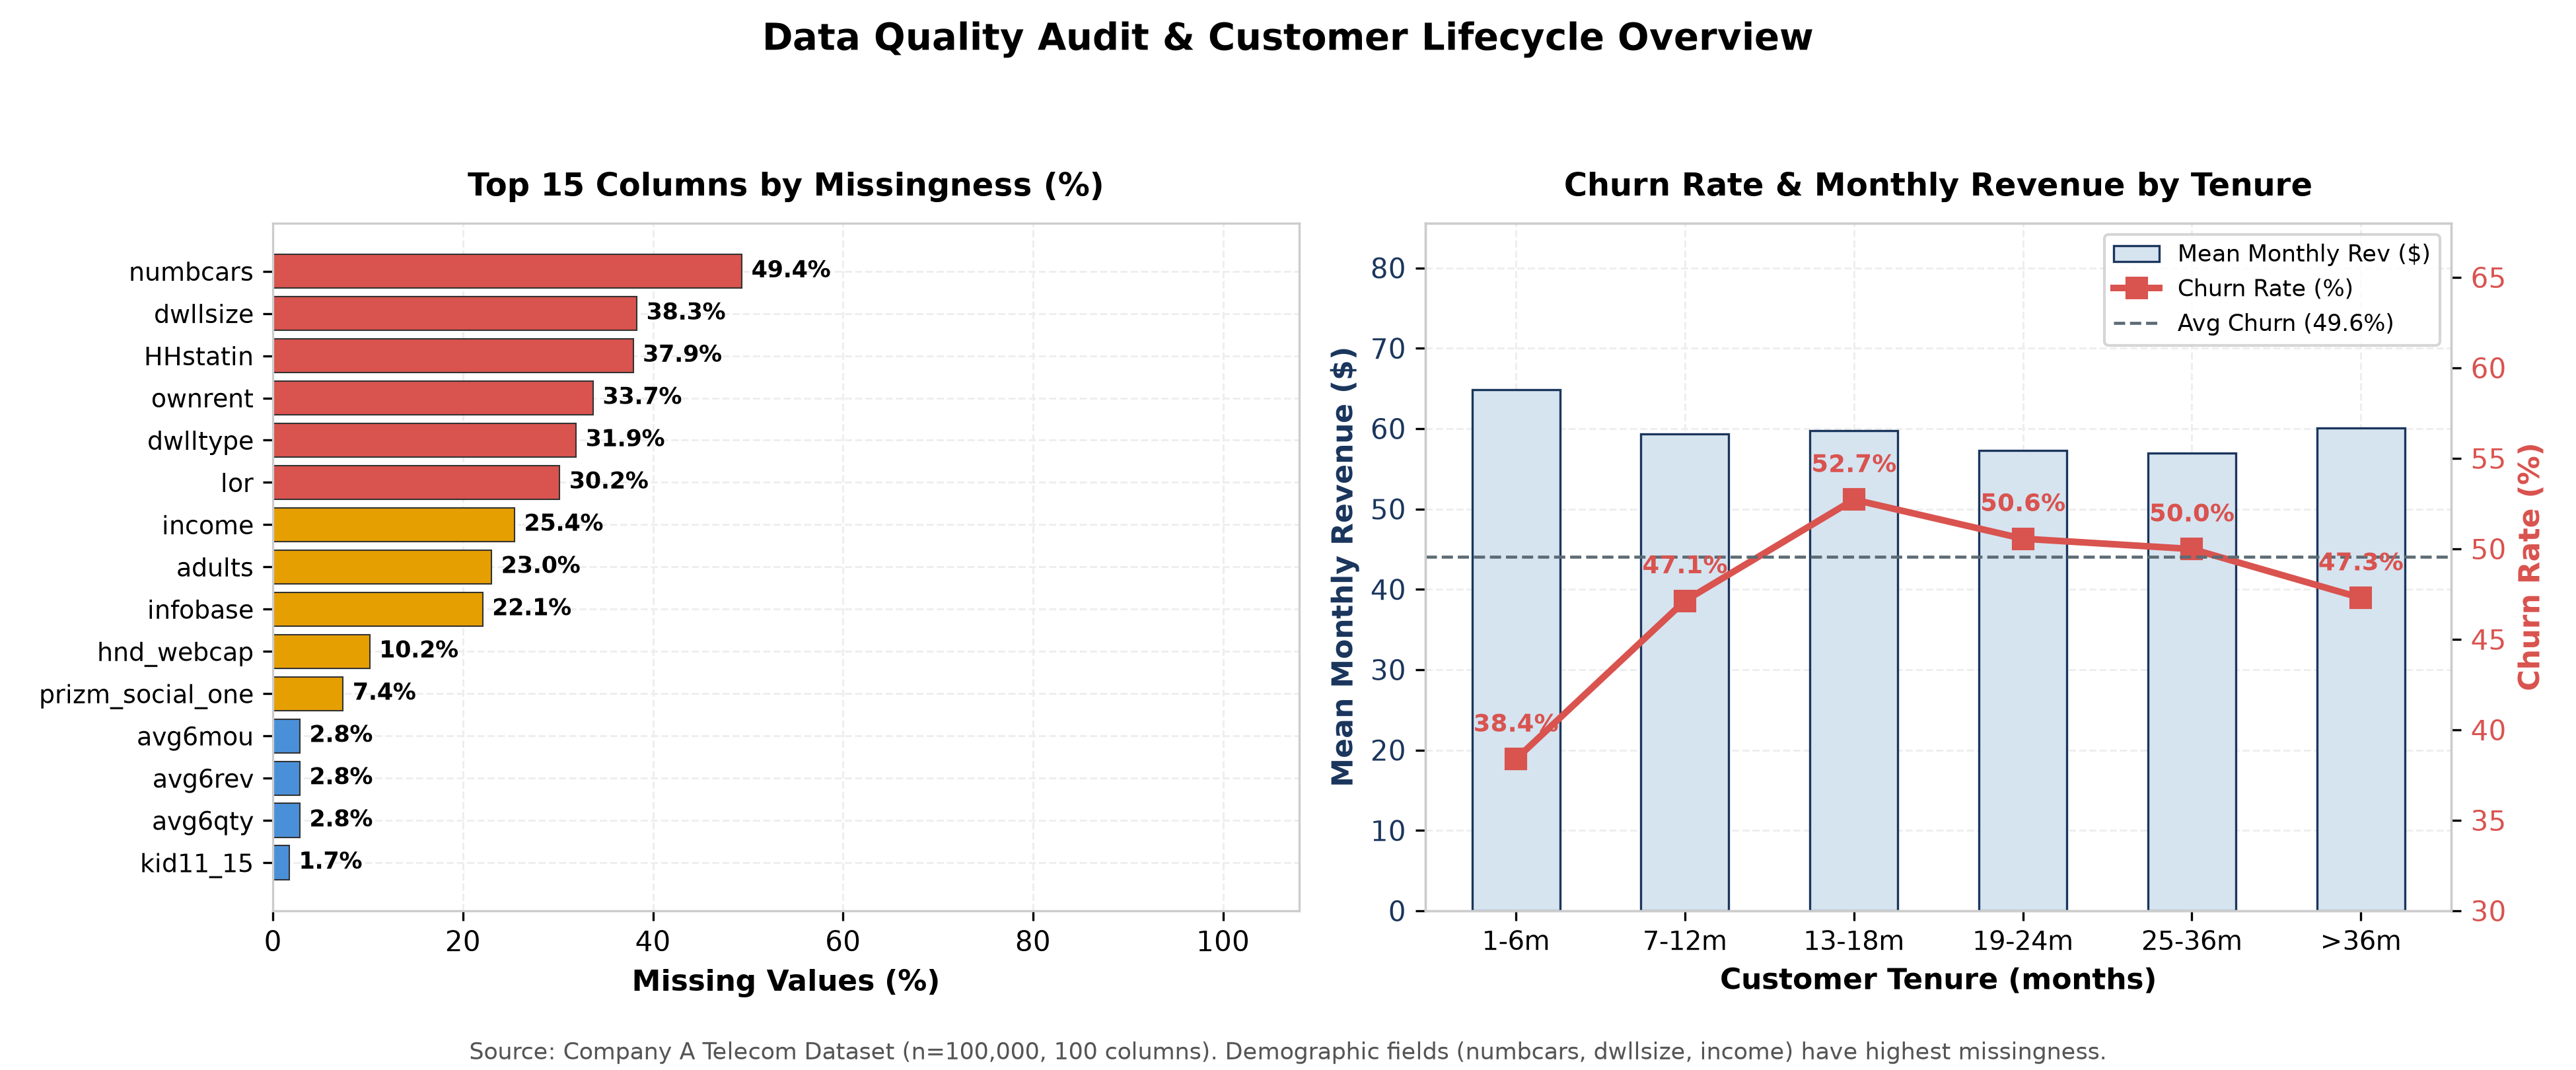 Data Quality Audit & Customer Lifecycle Overview
Top 15 Columns by Missingness (%)
numbcars 49.4%
dwllsize 38.3%
HHstatin 37.9%
ownrent 33.7%
dwlltype 31.9%
lor 30.2%
income 25.4%
adults 23.0%
infobase 22.1%
hnd_webcap 10.2%
prizm_social_one 7.4%
avg6mou 2.8%
avg6rev 2.8%
avg6qty 2.8%
kid11_15 1.7%
0 20 40 60 80 100
Missing Values (%)
Churn Rate & Monthly Revenue by Tenure
Mean Monthly Revenue ($)
80
70
60
50
40
30
20
10
0
Mean Monthly Rev ($)
Churn Rate (%)
Avg Churn (49.6%)
38.4%
47.1%
52.7%
50.6%
50.0%
47.3%
65
60
55
50
45
40
35
30
Churn Rate (%)
1-6m 7-12m 13-18m 19-24m 25-36m >36m
Customer Tenure (months)
Source: Company A Telecom Dataset (n=100,000, 100 columns). Demographic fields (numbcars, dwllsize, income) have highest missingness.